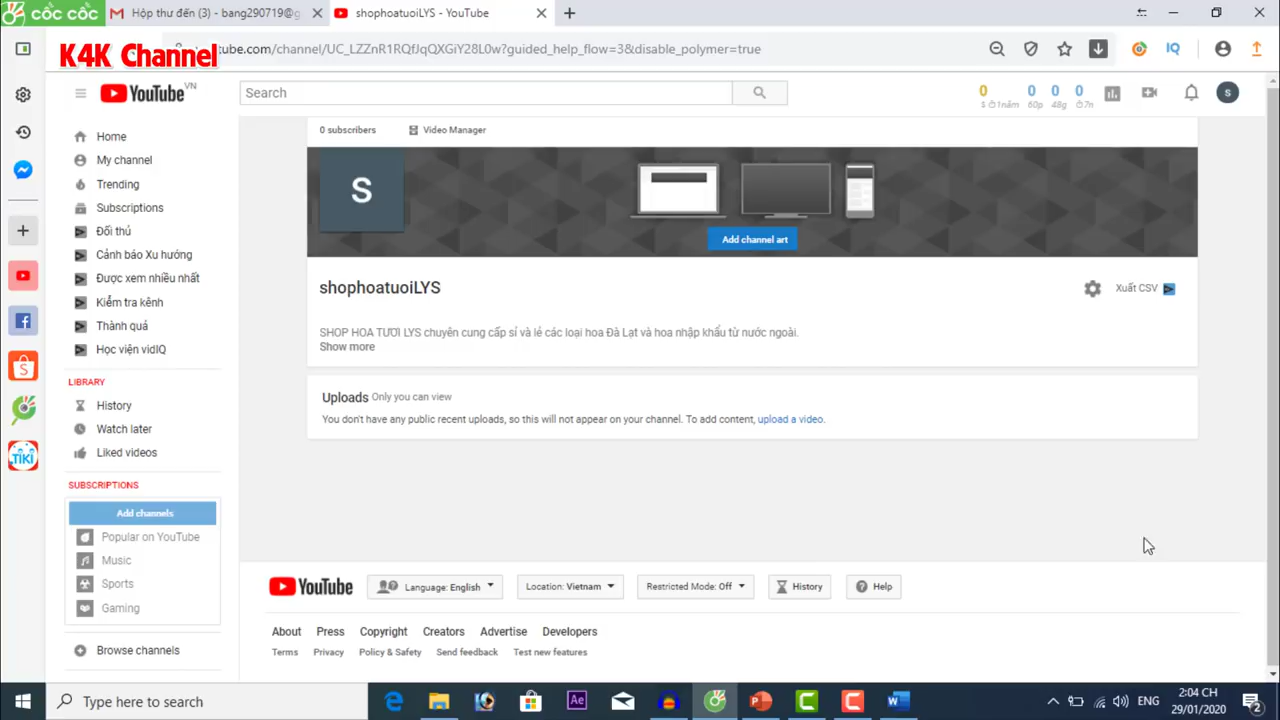 cốc cốc
Hộp thư đến (3) - bang290719@g
shophoatuoiLYS - YouTube
K4K Channel
tube.com/channel/UC_LZZnR1RQfJqQXGiY28L0w?guided_help_flow=3&disable_polymer=true
IQ
YouTube VN
Search
0 0 0 0
1năm 60p 48g 7n
S
Home
My channel
Trending
Subscriptions
Đối thủ
Cảnh báo Xu hướng
Được xem nhiều nhất
Kiểm tra kênh
Thành quả
Học viện vidIQ
LIBRARY
History
Watch later
Liked videos
SUBSCRIPTIONS
Add channels
Popular on YouTube
Music
Sports
Gaming
Browse channels
TIKI
0 subscribers
Video Manager
S
Add channel art
shophoatuoiLYS
Xuất CSV
SHOP HOA TƯƠI LYS chuyên cung cấp sỉ và lẻ các loại hoa Đà Lạt và hoa nhập khẩu từ nước ngoài.
Show more
Uploads Only you can view
You don't have any public recent uploads, so this will not appear on your channel. To add content, upload a video.
YouTube
Language: English
Location: Vietnam
Restricted Mode: Off
History
Help
About Press Copyright Creators Advertise Developers
Terms Privacy Policy & Safety Send feedback Test new features
Type here to search
Ae
ENG
2:04 CH
29/01/2020
2